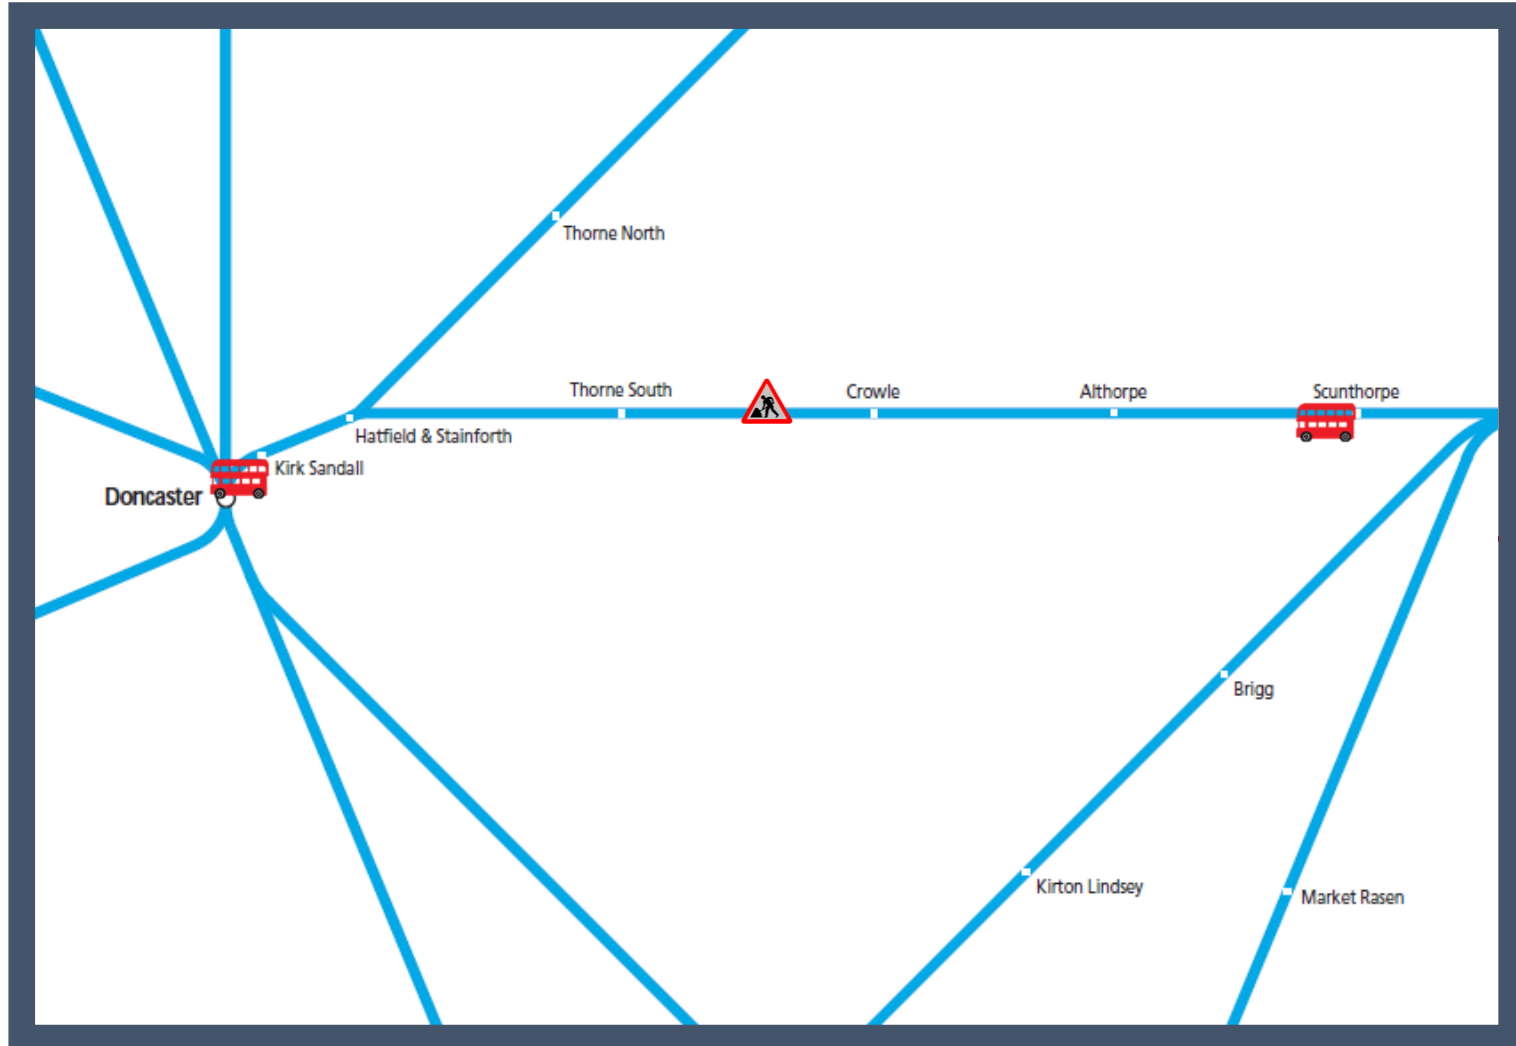 Thorne North
Thorne South
Crowle
Althorpe
Scunthorpe
Hatfield & Stainforth
Kirk Sandall
Doncaster
Brigg
Kirton Lindsey
Market Rasen